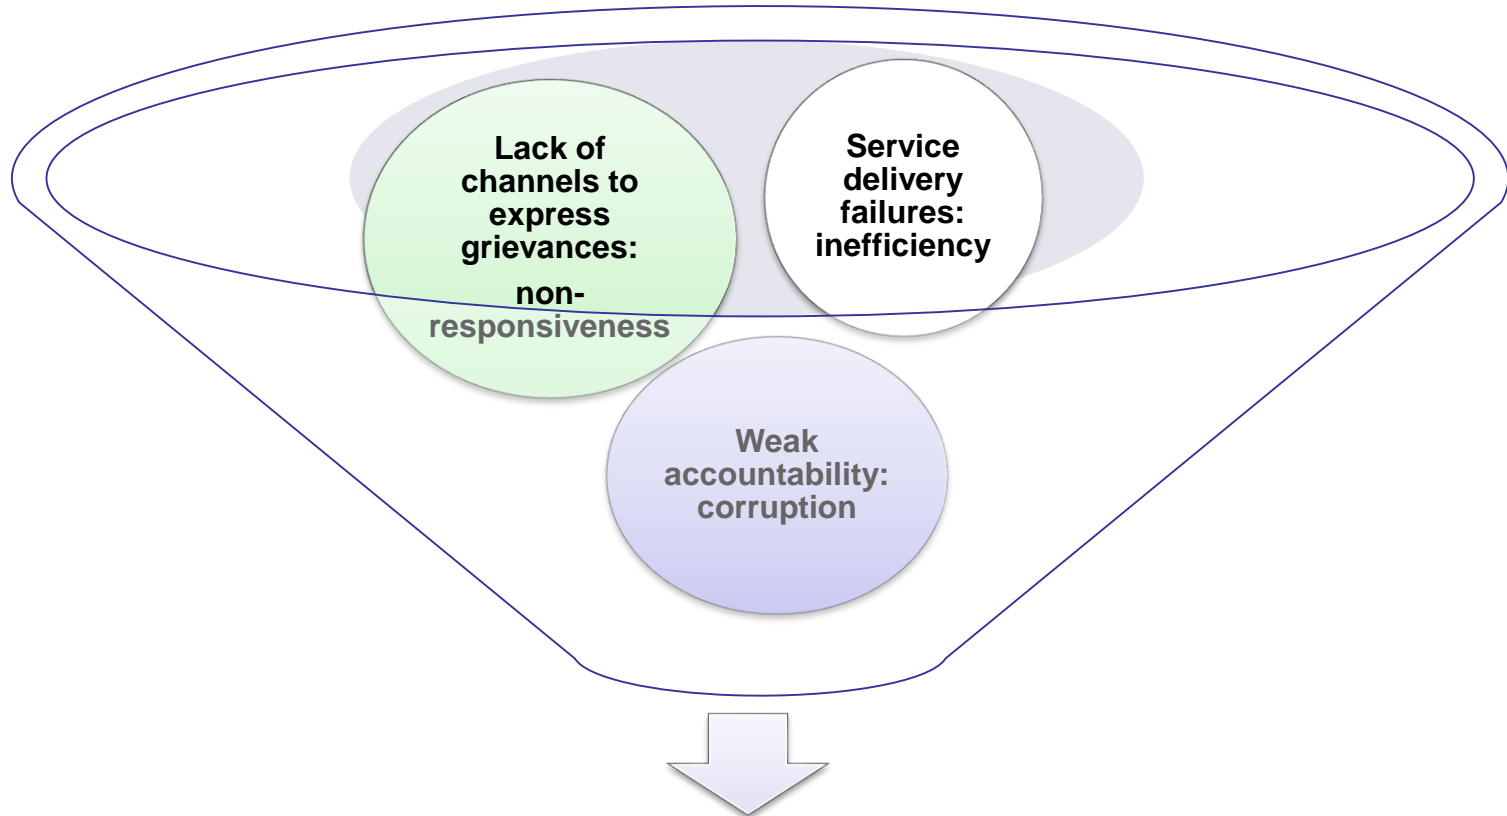 Lack of
channels to
express
grievances:
non-
responsiveness
Service
delivery
failures:
inefficiency
Weak
accountability:
corruption